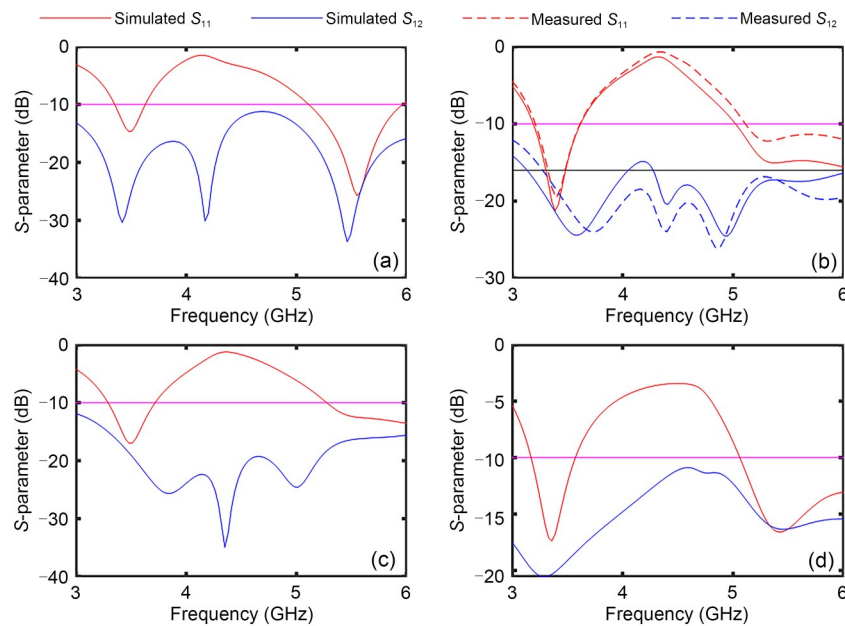 Simulated S11 Simulated S12 Measured S11 Measured S12
0
−10
−20
−30
−40
3 4 5 6
Frequency (GHz)
S-parameter (dB)
(a)
0
−10
−20
−30
3 4 5 6
Frequency (GHz)
S-parameter (dB)
(b)
0
−10
−20
−30
−40
3 4 5 6
Frequency (GHz)
S-parameter (dB)
(c)
0
−5
−10
−15
−20
3 4 5 6
Frequency (GHz)
S-parameter (dB)
(d)